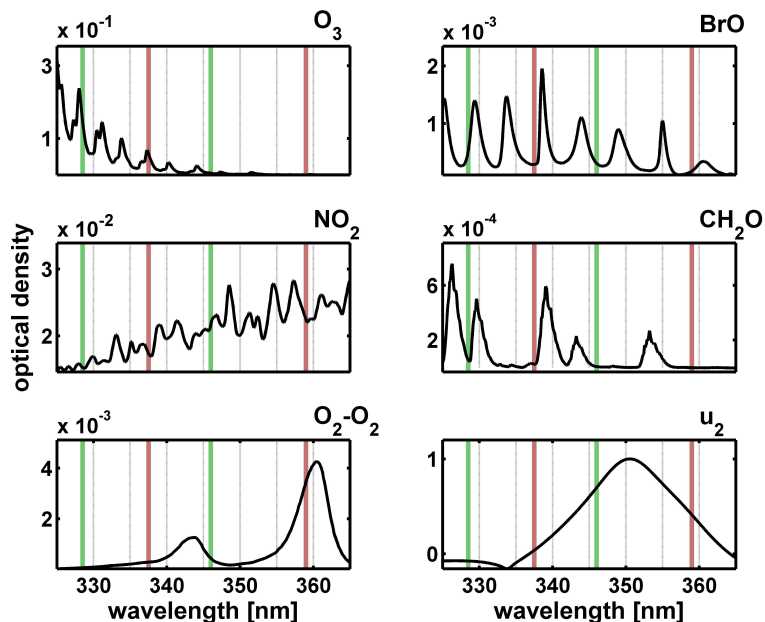 x 10⁻¹ O₃
3
1
x 10⁻³ BrO
2
1
x 10⁻² NO₂
3
2
x 10⁻⁴ CH₂O
6
2
optical density
x 10⁻³ O₂-O₂
4
2
330 340 350 360
wavelength [nm]
u₂
1
0
330 340 350 360
wavelength [nm]